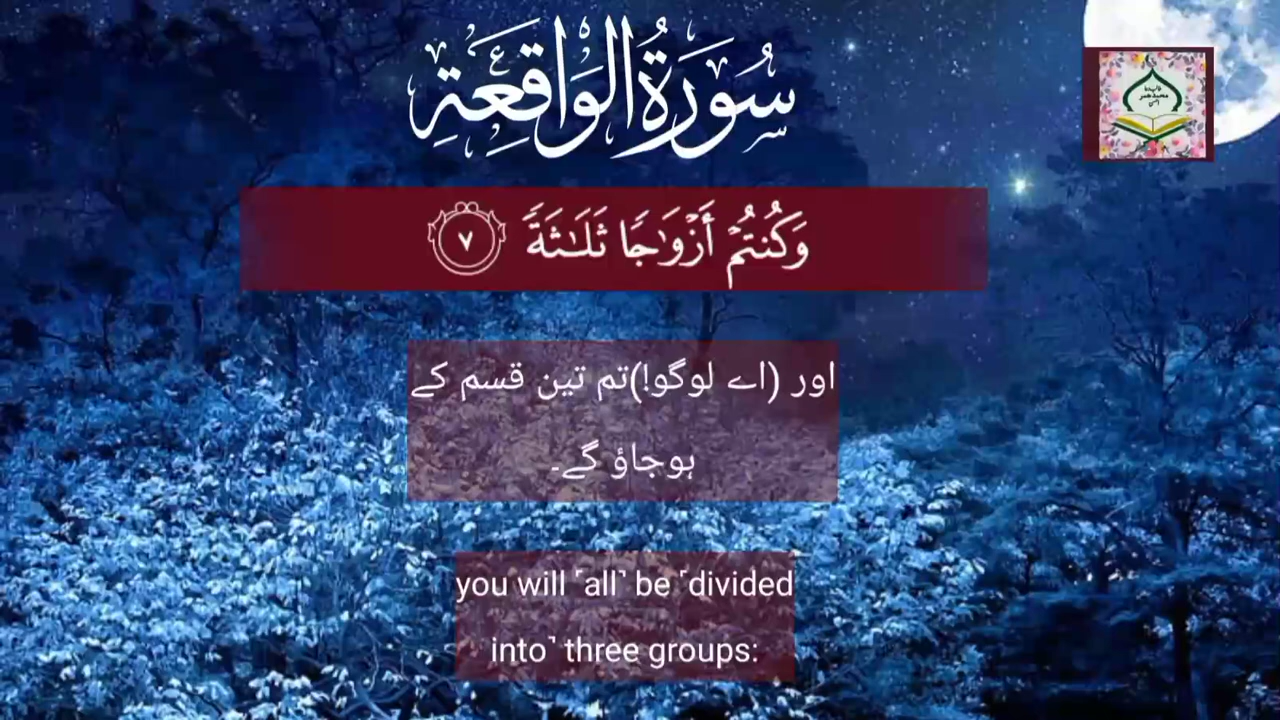 سُورَةُ الْوَاقِعَةِ
وَكُنتُمْ أَزْوَٰجًا ثَلَـٰثَةً ٧
اور (اے لوگو!)تم تین قسم کے
ہوجاؤ گے۔
you will ˹all˺ be ˹divided
into˺ three groups: